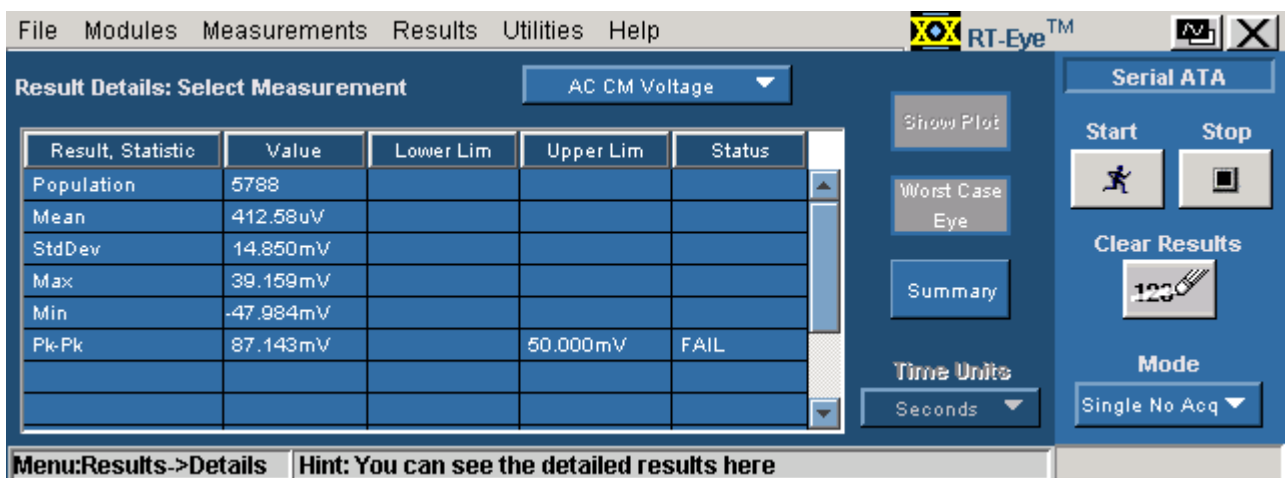 File Modules Measurements Results Utilities Help RT-Eye™
Result Details: Select Measurement AC CM Voltage
Result, Statistic Value Lower Lim Upper Lim Status
Population 5788
Mean 412.58uV
StdDev 14.850mV
Max 39.159mV
Min -47.984mV
Pk-Pk 87.143mV 50.000mV FAIL
Show Plot
Worst Case
Eye
Summary
Time Units
Seconds
Serial ATA
Start Stop
Clear Results
123
Mode
Single No Acq
Menu:Results->Details Hint: You can see the detailed results here